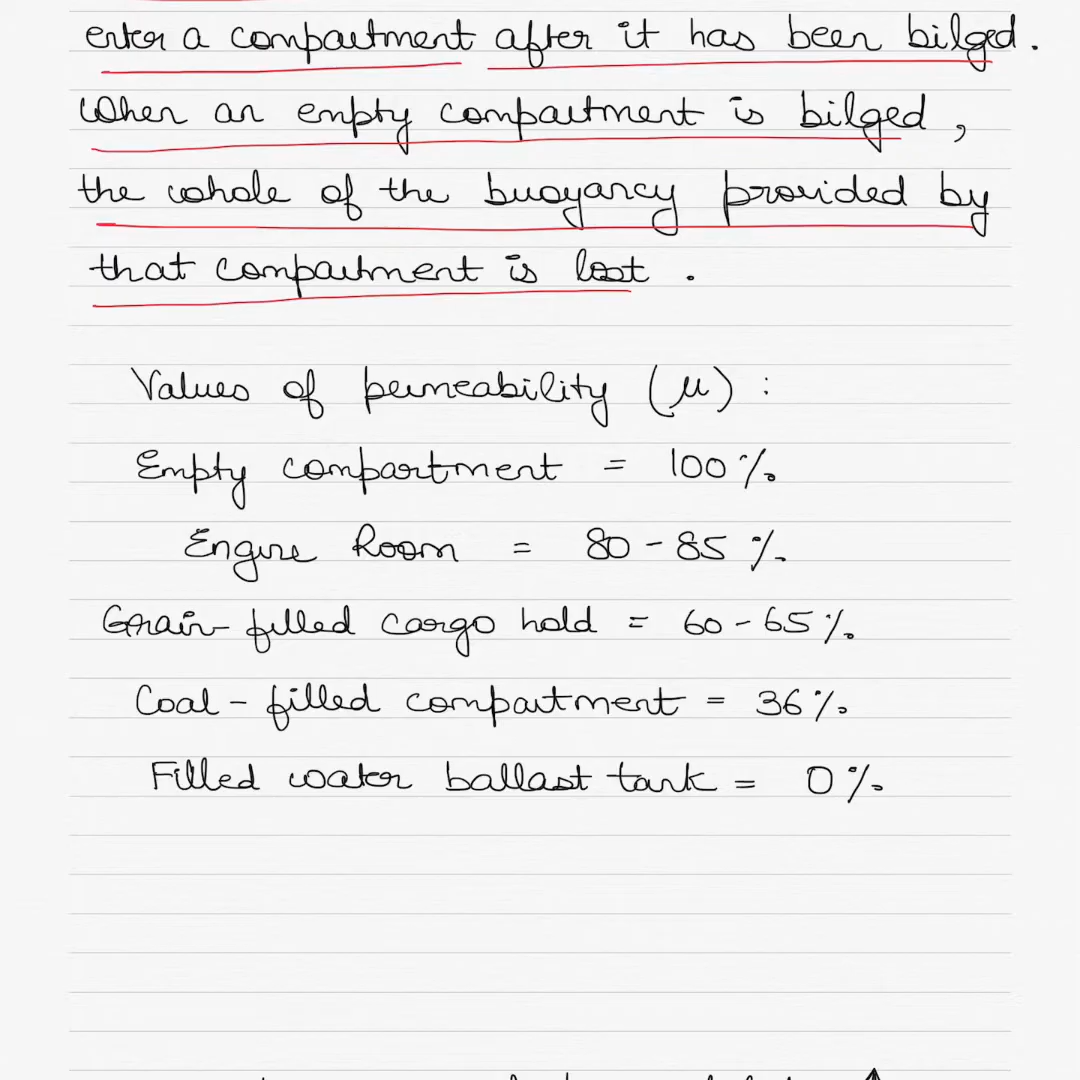 enter a compartment after it has been bilged.
When an empty compartment is bilged,
the whole of the buoyancy provided by
that compartment is lost.
Values of permeability (μ) :
Empty compartment = 100 %.
Engine Room = 80 - 85 %.
Grain-filled cargo hold = 60 - 65 %.
Coal - filled compartment = 36 %.
Filled water ballast tank = 0 %.